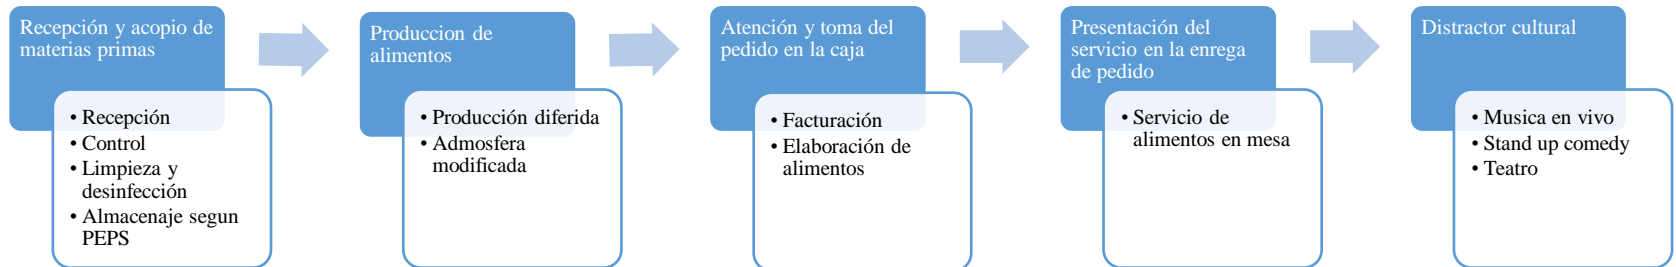 Recepción y acopio de
materias primas
• Recepción
• Control
• Limpieza y
desinfección
• Almacenaje segun
PEPS
Produccion de
alimentos
• Producción diferida
• Admosfera
modificada
Atención y toma del
pedido en la caja
• Facturación
• Elaboración de
alimentos
Presentación del
servicio en la enrega
de pedido
• Servicio de
alimentos en mesa
Distractor cultural
• Musica en vivo
• Stand up comedy
• Teatro